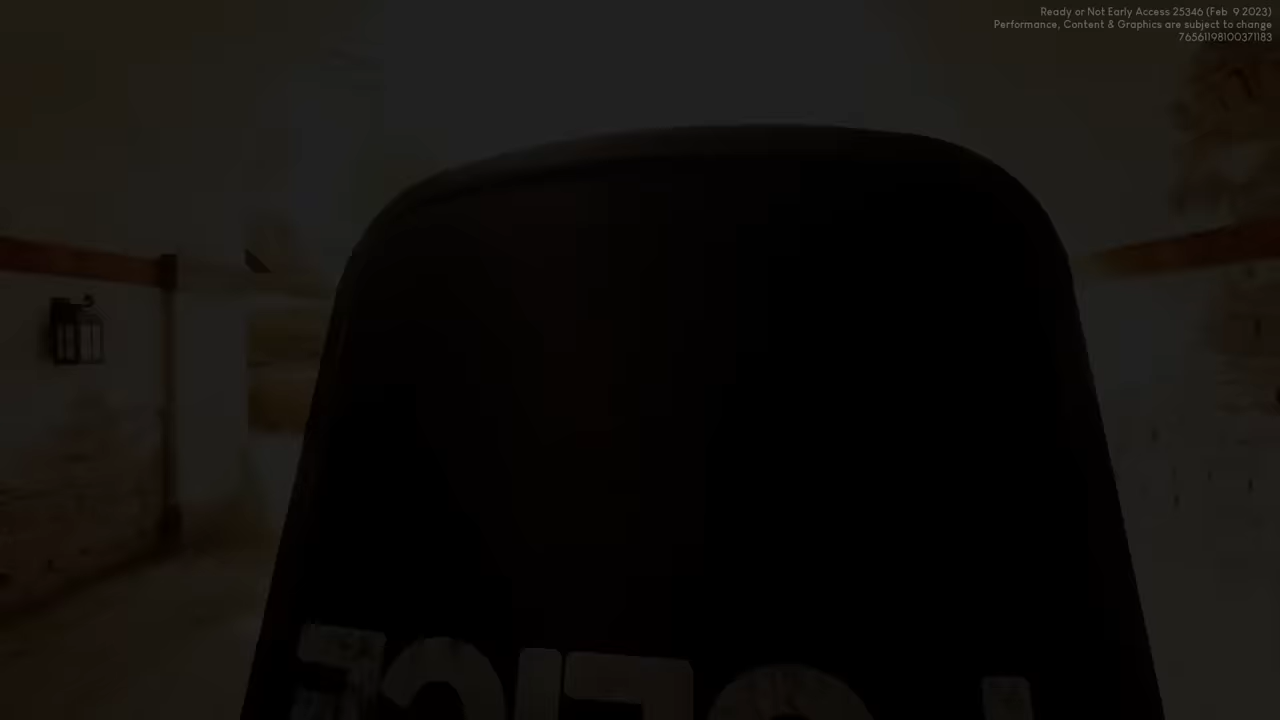 Ready or Not Early Access 25346 (Feb  9 2023)
Performance, Content & Graphics are subject to change
76561198100371183